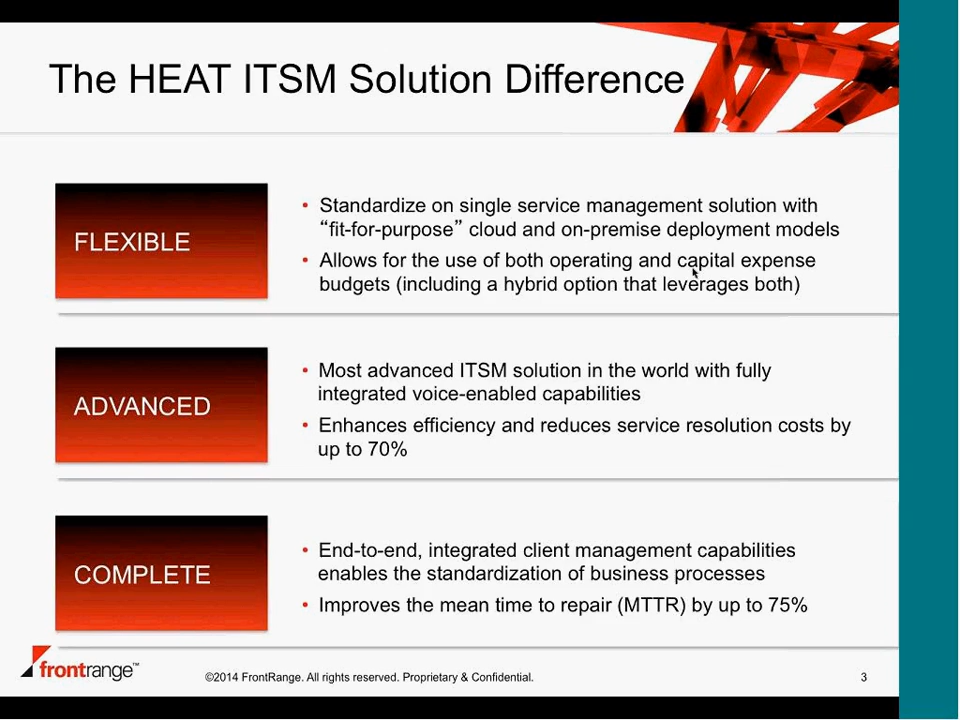 The HEAT ITSM Solution Difference
FLEXIBLE
• Standardize on single service management solution with
“fit-for-purpose” cloud and on-premise deployment models
• Allows for the use of both operating and capital expense
budgets (including a hybrid option that leverages both)
ADVANCED
• Most advanced ITSM solution in the world with fully
integrated voice-enabled capabilities
• Enhances efficiency and reduces service resolution costs by
up to 70%
COMPLETE
• End-to-end, integrated client management capabilities
enables the standardization of business processes
• Improves the mean time to repair (MTTR) by up to 75%
frontrange™
©2014 FrontRange. All rights reserved. Proprietary & Confidential.
3